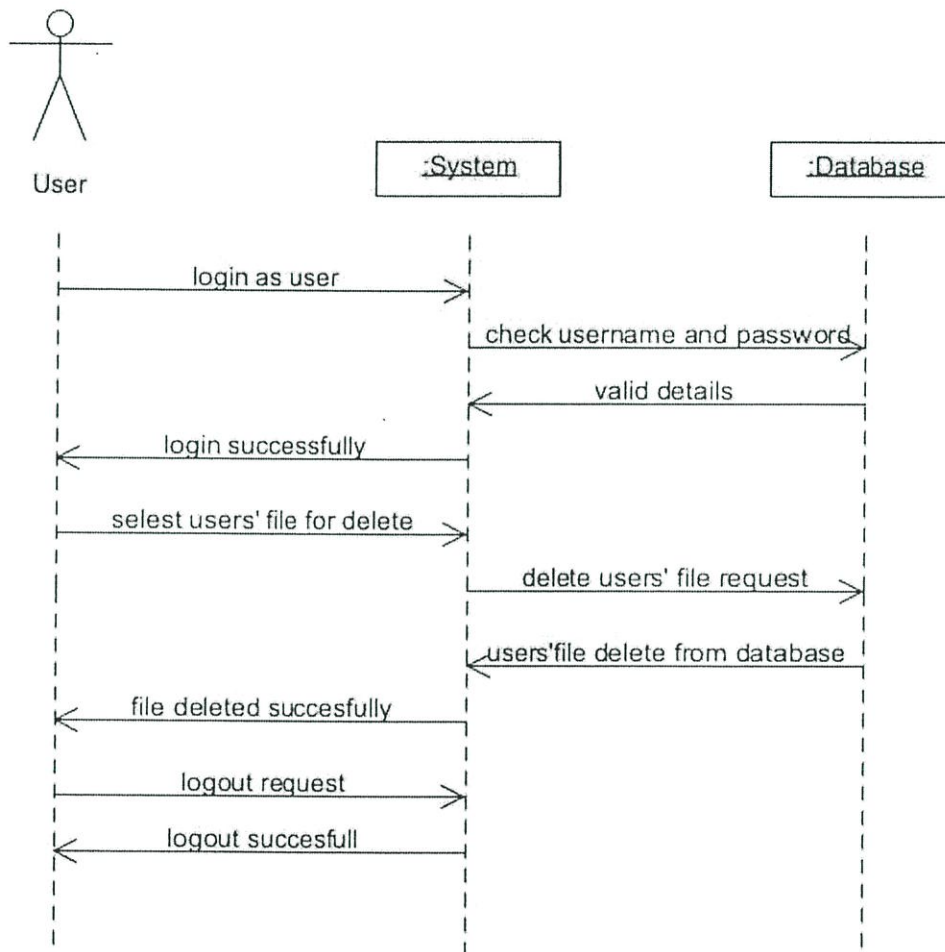 User
:System
:Database
login as user
check username and password
valid details
login successfully
selest users' file for delete
delete users' file request
users'file delete from database
file deleted succesfully
logout request
logout succesfull